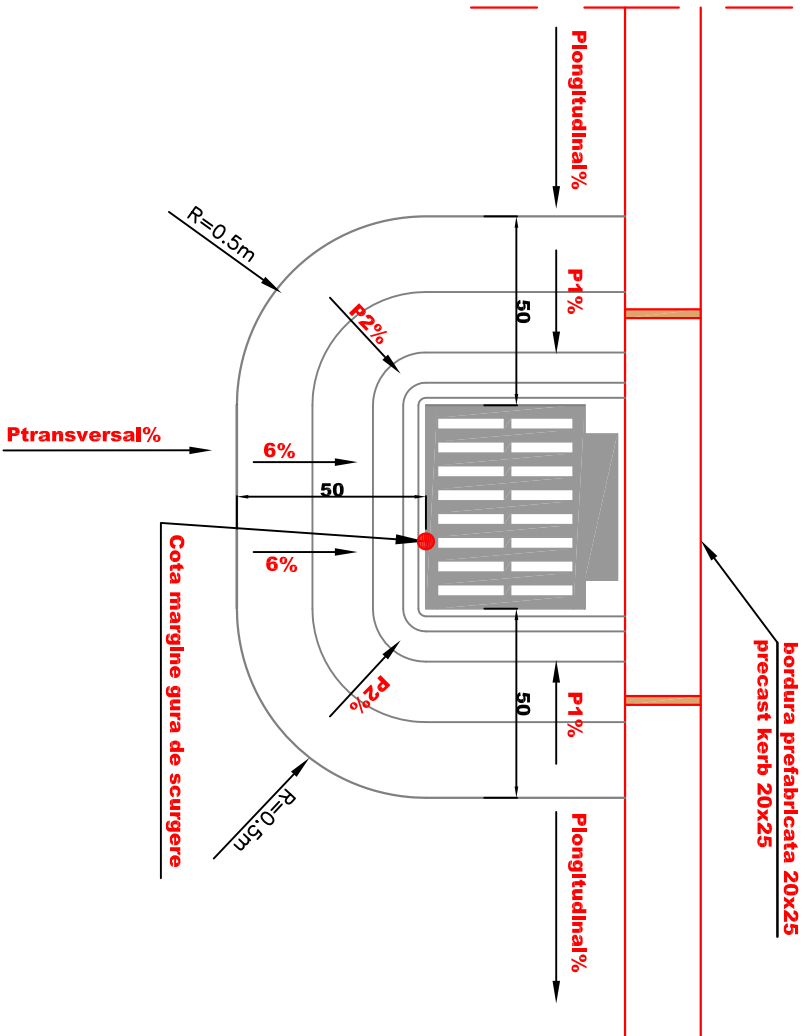 Plongitudinal%
R=0.5m
P1%
50
P2%
Ptransversal%
6%
50
6%
Cota margine gura de scurgere
bordura prefabricata 20x25
precast kerb 20x25
P2%
50
P1%
R=0.5m
Plongitudinal%